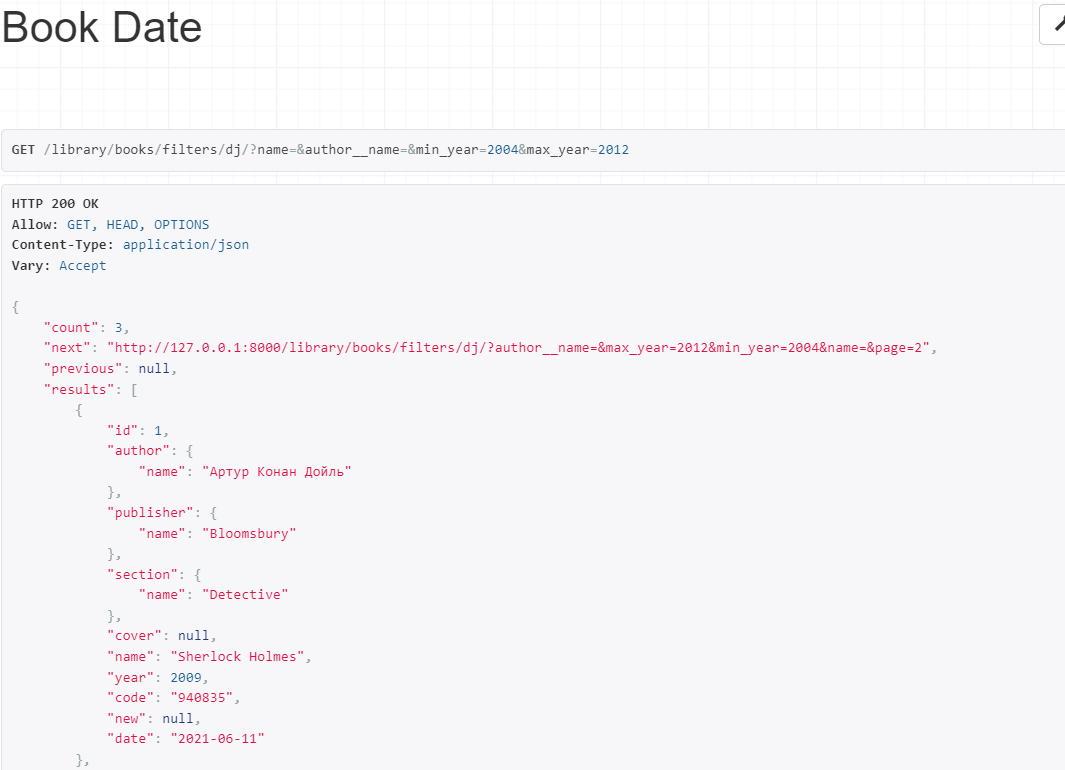 Book Date
GET /library/books/filters/dj/?name=&author__name=&min_year=2004&max_year=2012
HTTP 200 OK
Allow: GET, HEAD, OPTIONS
Content-Type: application/json
Vary: Accept
{
    "count": 3,
    "next": "http://127.0.0.1:8000/library/books/filters/dj/?author__name=&max_year=2012&min_year=2004&name=&page=2",
    "previous": null,
    "results": [
        {
            "id": 1,
            "author": {
                "name": "Артур Конан Дойль"
            },
            "publisher": {
                "name": "Bloomsbury"
            },
            "section": {
                "name": "Detective"
            },
            "cover": null,
            "name": "Sherlock Holmes",
            "year": 2009,
            "code": "940835",
            "new": null,
            "date": "2021-06-11"
        },